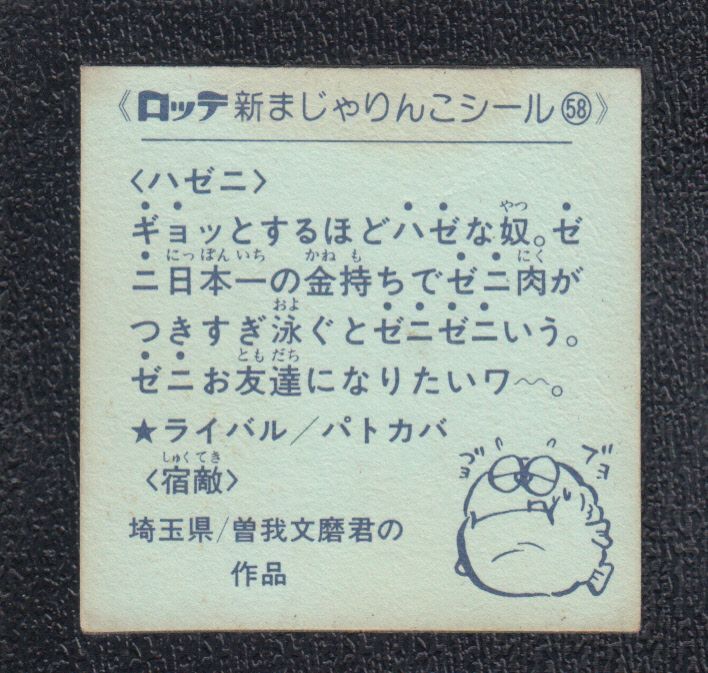 《ロッテ新まじゃりんこシール58》
〈ハゼニ〉
ギョッとするほどハゼな奴。ゼ
ニ日本一の金持ちでゼニ肉が
つきすぎ泳ぐとゼニゼニいう。
ゼニお友達になりたいワ〜〜。
★ライバル／パトカバ
〈宿敵〉
埼玉県/曽我文磨君の
作品